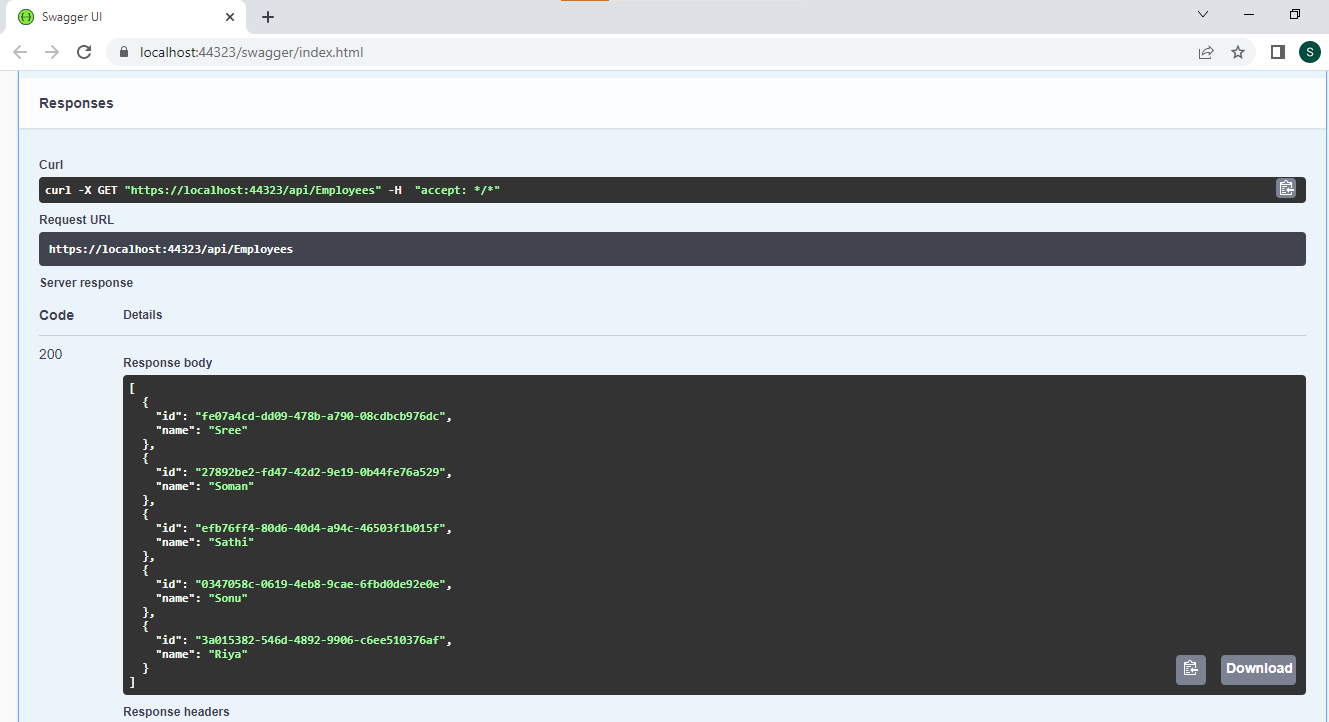 Swagger UI
localhost:44323/swagger/index.html
S
Responses
Curl
curl -X GET "https://localhost:44323/api/Employees" -H  "accept: */*"
Request URL
https://localhost:44323/api/Employees
Server response
Code Details
200
Response body
[
  {
    "id": "fe07a4cd-dd09-478b-a790-08cdbcb976dc",
    "name": "Sree"
  },
  {
    "id": "27892be2-fd47-42d2-9e19-0b44fe76a529",
    "name": "Soman"
  },
  {
    "id": "efb76ff4-80d6-40d4-a94c-46503f1b015f",
    "name": "Sathi"
  },
  {
    "id": "0347058c-0619-4eb8-9cae-6fbd0de92e0e",
    "name": "Sonu"
  },
  {
    "id": "3a015382-546d-4892-9906-c6ee510376af",
    "name": "Riya"
  }
]
Download
Response headers